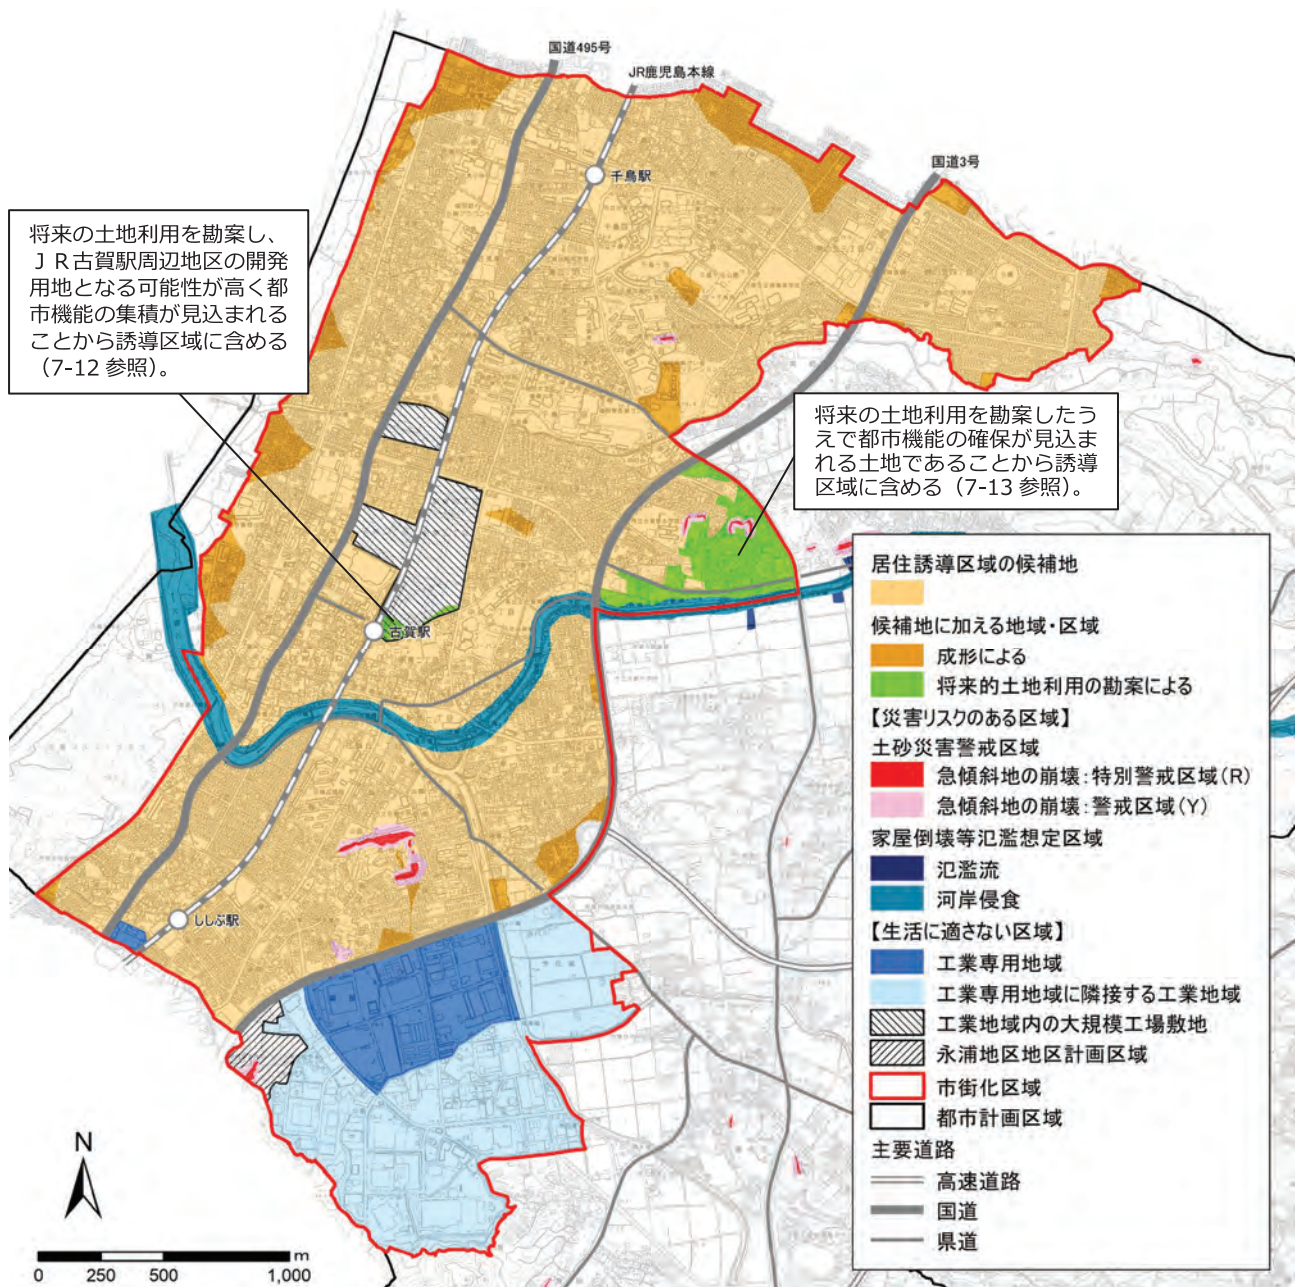 国道495号
JR鹿児島本線
千鳥駅
国道3号
将来の土地利用を勘案し、
ＪＲ古賀駅周辺地区の開発
用地となる可能性が高く都
市機能の集積が見込まれる
ことから誘導区域に含める
（7-12 参照）。
将来の土地利用を勘案したう
えで都市機能の確保が見込ま
れる土地であることから誘導
区域に含める（7-13 参照）。
古賀駅
ししぶ駅
居住誘導区域の候補地
候補地に加える地域・区域
成形による
将来的土地利用の勘案による
【災害リスクのある区域】
土砂災害警戒区域
急傾斜地の崩壊：特別警戒区域(R)
急傾斜地の崩壊：警戒区域(Y)
家屋倒壊等氾濫想定区域
氾濫流
河岸侵食
【生活に適さない区域】
工業専用地域
工業専用地域に隣接する工業地域
工業地域内の大規模工場敷地
永浦地区地区計画区域
市街化区域
都市計画区域
主要道路
高速道路
国道
県道
N
m
0 250 500 1,000